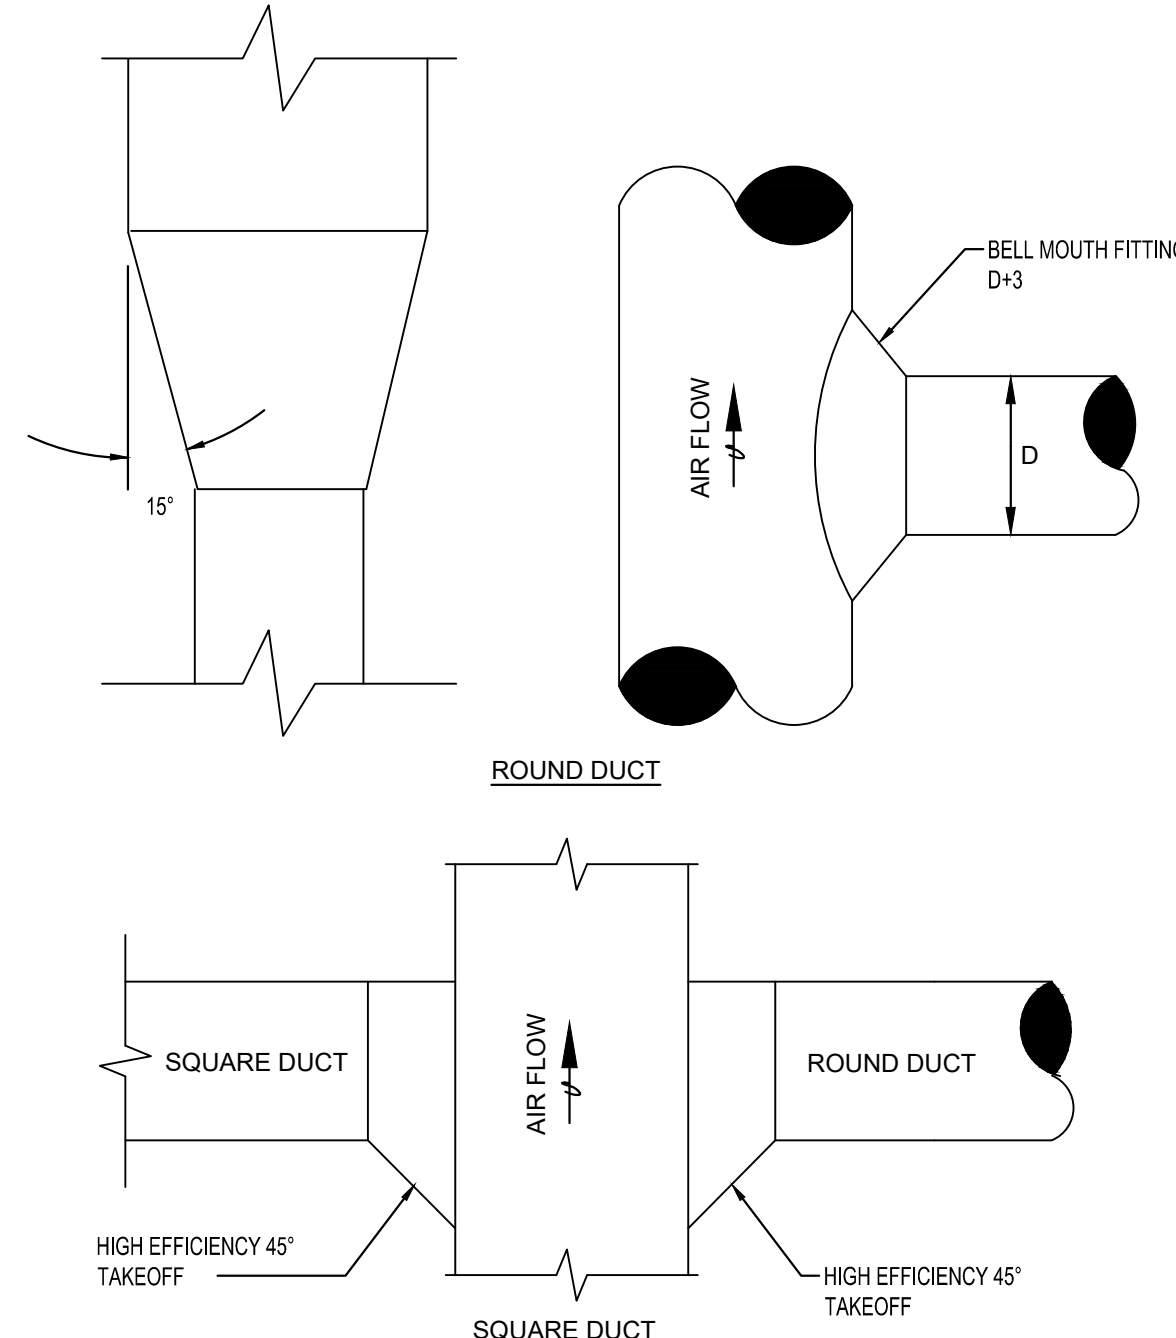 BELL MOUTH FITTING
D+3
AIR FLOW
D
15°
ROUND DUCT
SQUARE DUCT
AIR FLOW
ROUND DUCT
HIGH EFFICIENCY 45°
TAKEOFF
HIGH EFFICIENCY 45°
TAKEOFF
SQUARE DUCT